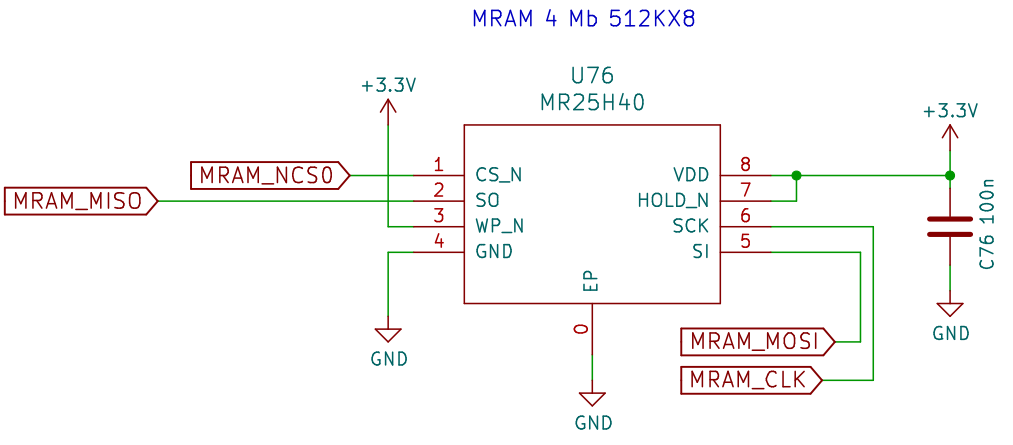 MRAM 4 Mb 512KX8
U76
MR25H40
+3.3V
+3.3V
MRAM_NCS0
MRAM_MISO
1 CS_N
2 SO
3 WP_N
4 GND
VDD 8
HOLD_N 7
SCK 6
SI 5
EP
0
C76 100n
GND
GND
MRAM_MOSI
MRAM_CLK
GND